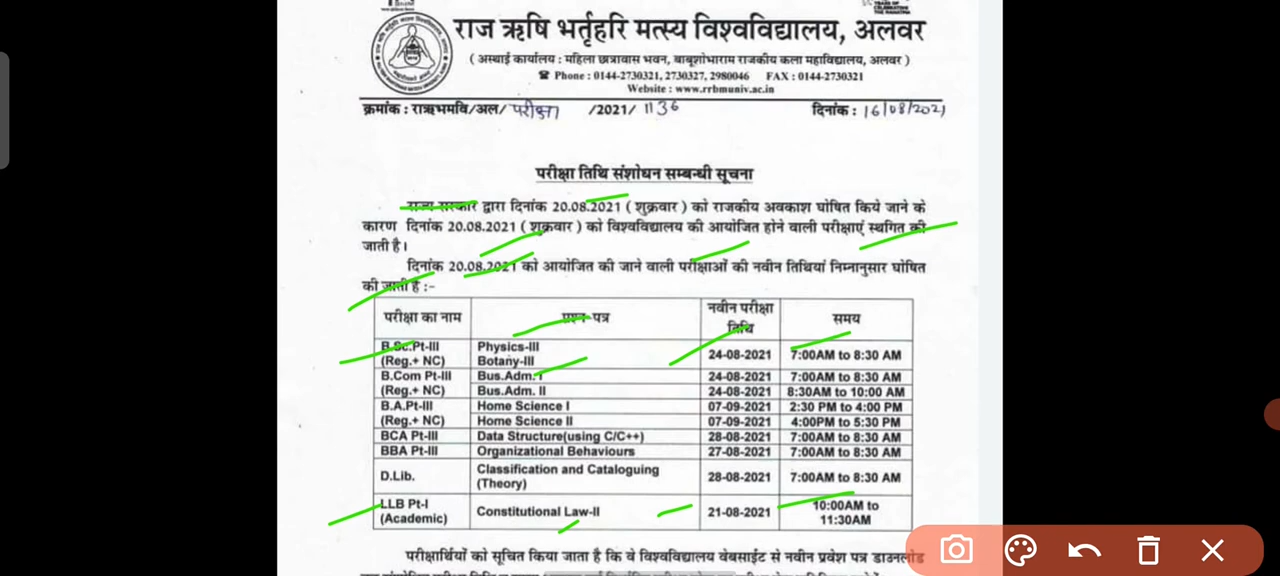 राज ऋषि भर्तृहरि मत्स्य विश्वविद्यालय, अलवर
( अस्थाई कार्यालय : महिला छात्रावास भवन, बाबूशोभाराम राजकीय कला महाविद्यालय, अलवर )
☎ Phone : 0144-2730321, 2730327, 2980046 FAX : 0144-2730321
Website : www.rrbmuniv.ac.in
क्रमांक : राऋभमवि/अल/ परीक्षा /2021/ 1136 दिनांक : 16/08/2021
परीक्षा तिथि संशोधन सम्बन्धी सूचना
राज्य सरकार द्वारा दिनांक 20.08.2021 ( शुक्रवार ) को राजकीय अवकाश घोषित किये जाने के
कारण दिनांक 20.08.2021 ( शुक्रवार ) को विश्वविद्यालय की आयोजित होने वाली परीक्षाएं स्थगित की
जाती है।
दिनांक 20.08.2021 को आयोजित की जाने वाली परीक्षाओं की नवीन तिथियां निम्नानुसार घोषित
की जाती है :-
परीक्षा का नाम प्रश्न-पत्र नवीन परीक्षा तिथि समय
B.Sc.Pt-III Physics-III
(Reg.+ NC) Botany-III 24-08-2021 7:00AM to 8:30 AM
B.Com Pt-III Bus.Adm. I 24-08-2021 7:00AM to 8:30 AM
(Reg.+ NC) Bus.Adm. II 24-08-2021 8:30AM to 10:00 AM
B.A.Pt-III Home Science I 07-09-2021 2:30 PM to 4:00 PM
(Reg.+ NC) Home Science II 07-09-2021 4:00PM to 5:30 PM
BCA Pt-III Data Structure(using C/C++) 28-08-2021 7:00AM to 8:30 AM
BBA Pt-III Organizational Behaviours 27-08-2021 7:00AM to 8:30 AM
D.Lib. Classification and Cataloguing (Theory) 28-08-2021 7:00AM to 8:30 AM
LLB Pt-I (Academic) Constitutional Law-II 21-08-2021 10:00AM to 11:30AM
परीक्षार्थियों को सूचित किया जाता है कि वे विश्वविद्यालय वेबसाईट से नवीन प्रवेश पत्र डाउनलोड